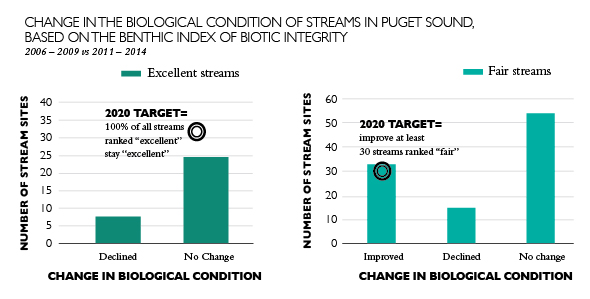 CHANGE IN THE BIOLOGICAL CONDITION OF STREAMS IN PUGET SOUND,
BASED ON THE BENTHIC INDEX OF BIOTIC INTEGRITY
2006 – 2009 vs 2011 – 2014
Excellent streams
NUMBER OF STREAM SITES
40
35
30
25
20
15
10
5
0
2020 TARGET=
100% of all streams
ranked "excellent"
stay "excellent"
Declined
No Change
CHANGE IN BIOLOGICAL CONDITION
Fair streams
NUMBER OF STREAM SITES
60
50
40
30
20
10
0
2020 TARGET=
improve at least
30 streams ranked "fair"
Improved
Declined
No change
CHANGE IN BIOLOGICAL CONDITION